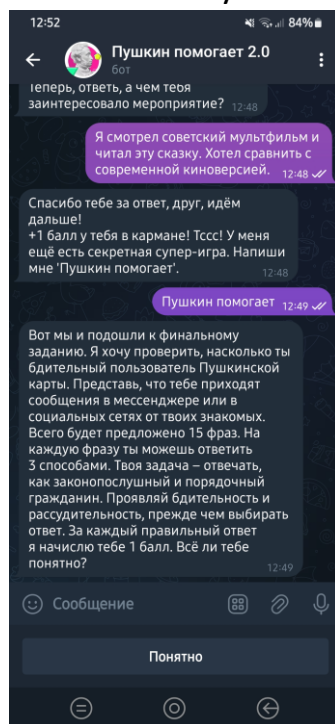 12:52
84%
Пушкин помогает 2.0
бот
Теперь, ответь, а чем тебя
заинтересовало мероприятие? 12:48
Я смотрел советский мультфильм и
читал эту сказку. Хотел сравнить с
современной киноверсией. 12:48
Спасибо тебе за ответ, друг, идём
дальше!
+1 балл у тебя в кармане! Тссс! У меня
ещё есть секретная супер-игра. Напиши
мне 'Пушкин помогает'. 12:48
Пушкин помогает 12:49
Вот мы и подошли к финальному
заданию. Я хочу проверить, насколько ты
бдительный пользователь Пушкинской
карты. Представь, что тебе приходят
сообщения в мессенджере или в
социальных сетях от твоих знакомых.
Всего будет предложено 15 фраз. На
каждую фразу ты можешь ответить
3 способами. Твоя задача – отвечать,
как законопослушный и порядочный
гражданин. Проявляй бдительность и
рассудительность, прежде чем выбирать
ответ. За каждый правильный ответ
я начислю тебе 1 балл. Всё ли тебе
понятно? 12:49
Сообщение
Понятно